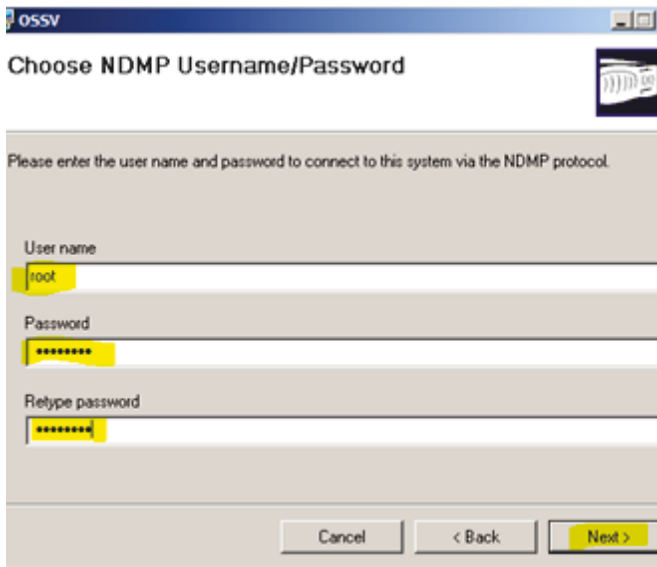 OSSV
Choose NDMP Username/Password
Please enter the user name and password to connect to this system via the NDMP protocol.
User name
root
Password
••••••••
Retype password
••••••••
Cancel
< Back
Next >